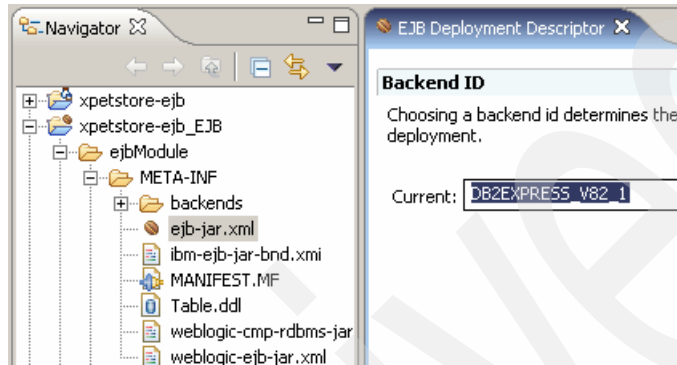 Navigator
xpetstore-ejb
xpetstore-ejb_EJB
ejbModule
META-INF
backends
ejb-jar.xml
ibm-ejb-jar-bnd.xmi
MANIFEST.MF
Table.ddl
weblogic-cmp-rdbms-jar
weblogic-ejb-jar.xml
EJB Deployment Descriptor
Backend ID
Choosing a backend id determines the
deployment.
Current: DB2EXPRESS_V82_1